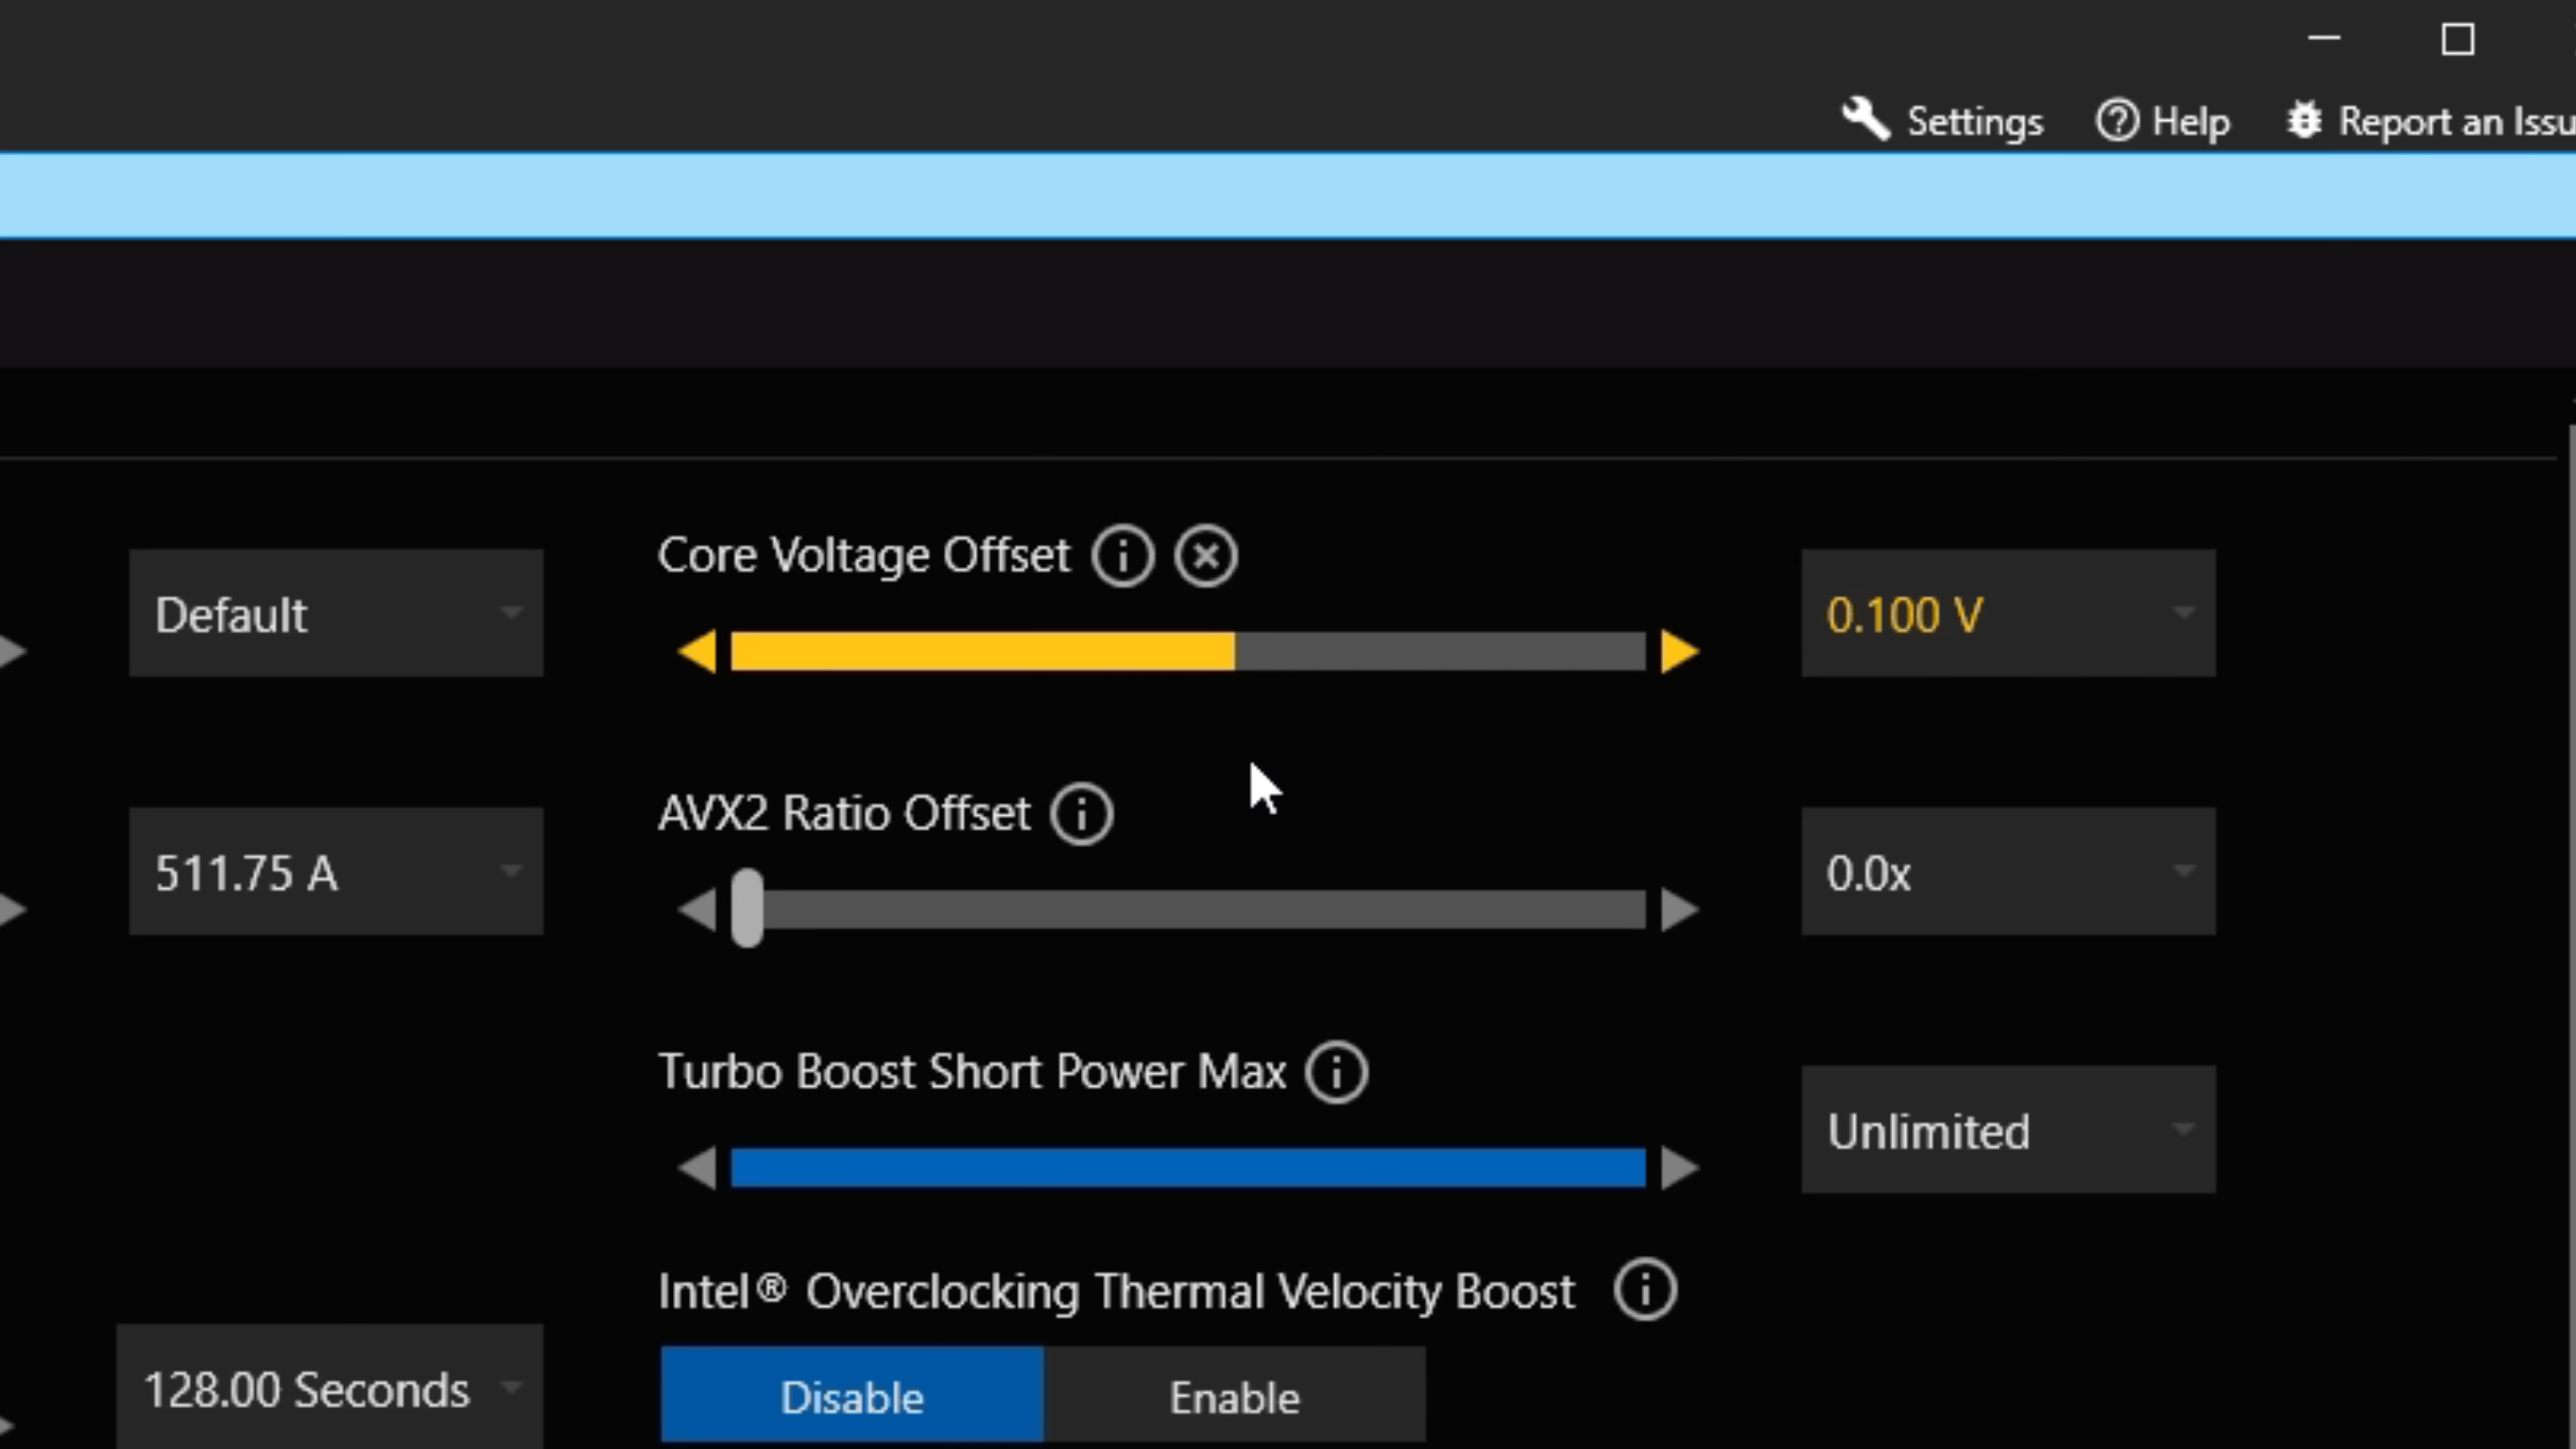 Settings Help Report an Issu
Core Voltage Offset
Default
0.100 V
AVX2 Ratio Offset
511.75 A
0.0x
Turbo Boost Short Power Max
Unlimited
Intel® Overclocking Thermal Velocity Boost
128.00 Seconds
Disable Enable